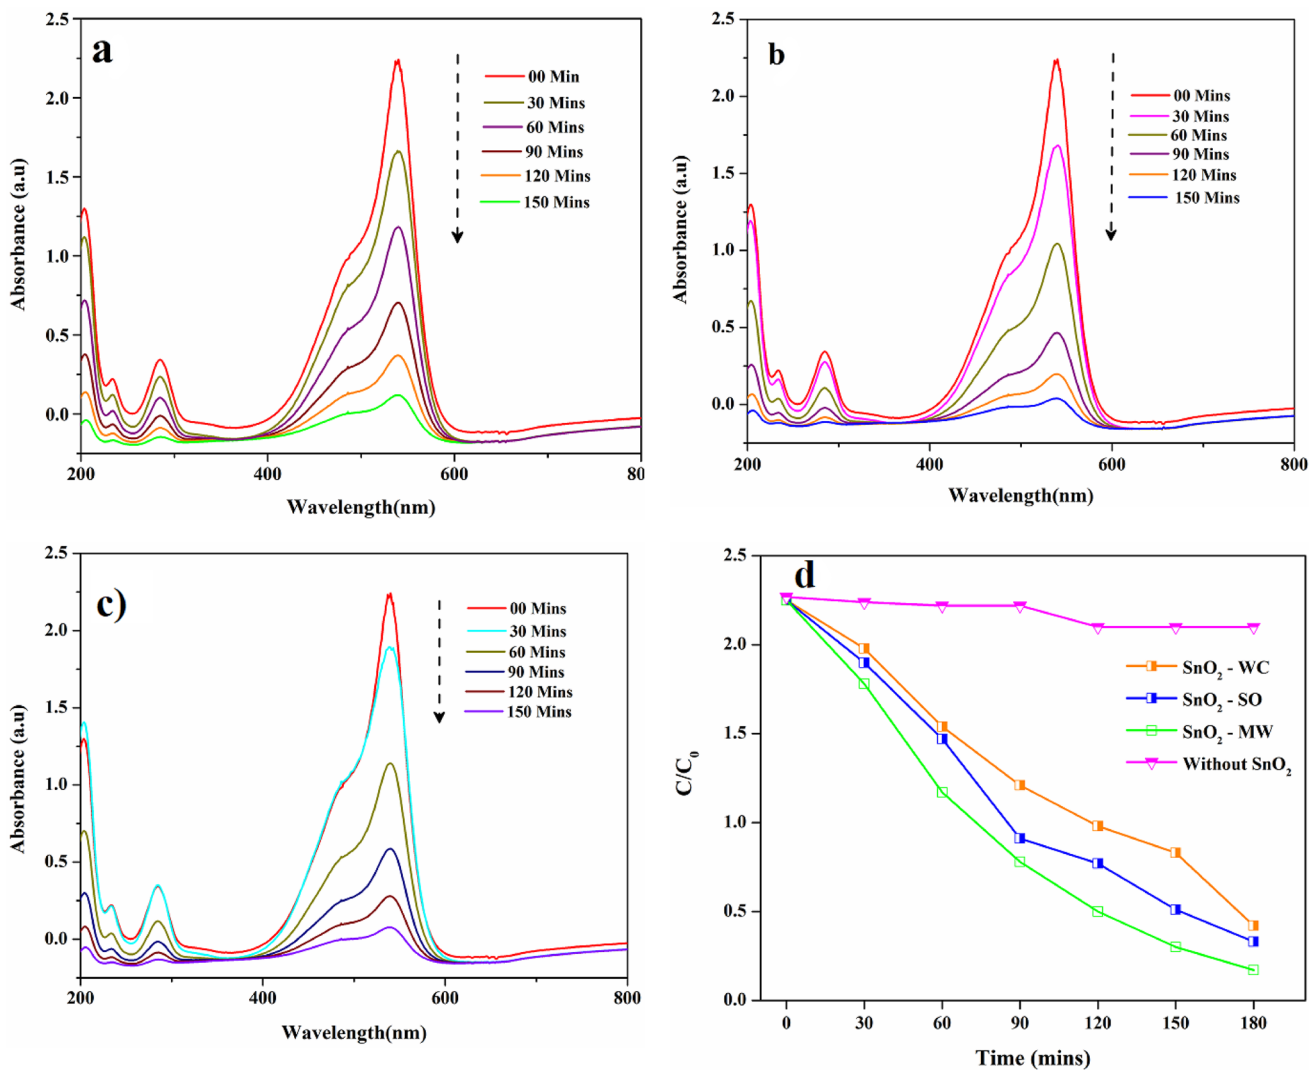 a
00 Min
30 Mins
60 Mins
90 Mins
120 Mins
150 Mins
2.5
2.0
1.5
1.0
0.5
0.0
Absorbance (a.u)
200
400
600
80
Wavelength(nm)
b
00 Mins
30 Mins
60 Mins
90 Mins
120 Mins
150 Mins
2.5
2.0
1.5
1.0
0.5
0.0
Absorbance (a.u)
200
400
600
800
Wavelength(nm)
c)
00 Mins
30 Mins
60 Mins
90 Mins
120 Mins
150 Mins
2.5
2.0
1.5
1.0
0.5
0.0
Absorbance (a.u)
200
400
600
800
Wavelength(nm)
d
SnO2 - WC
SnO2 - SO
SnO2 - MW
Without SnO2
2.5
2.0
1.5
1.0
0.5
0.0
C/C0
0
30
60
90
120
150
180
Time (mins)